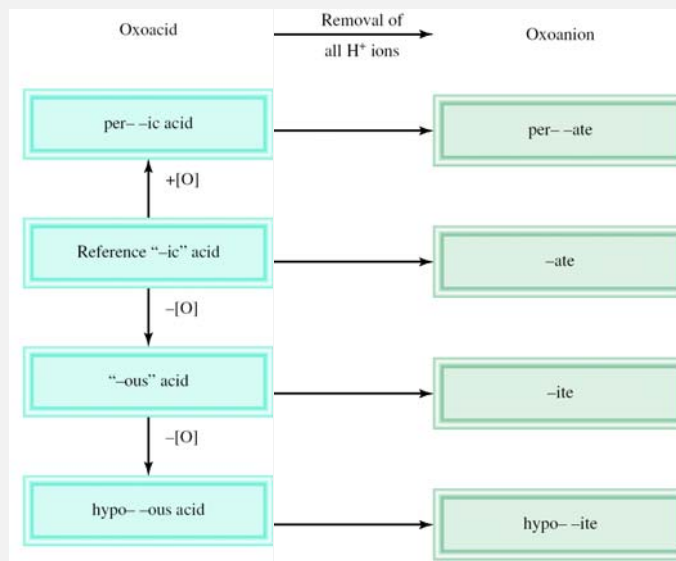 Oxoacid
Removal of
all H⁺ ions
Oxoanion
per– –ic acid
per– –ate
+[O]
Reference “–ic” acid
–ate
–[O]
“–ous” acid
–ite
–[O]
hypo– –ous acid
hypo– –ite